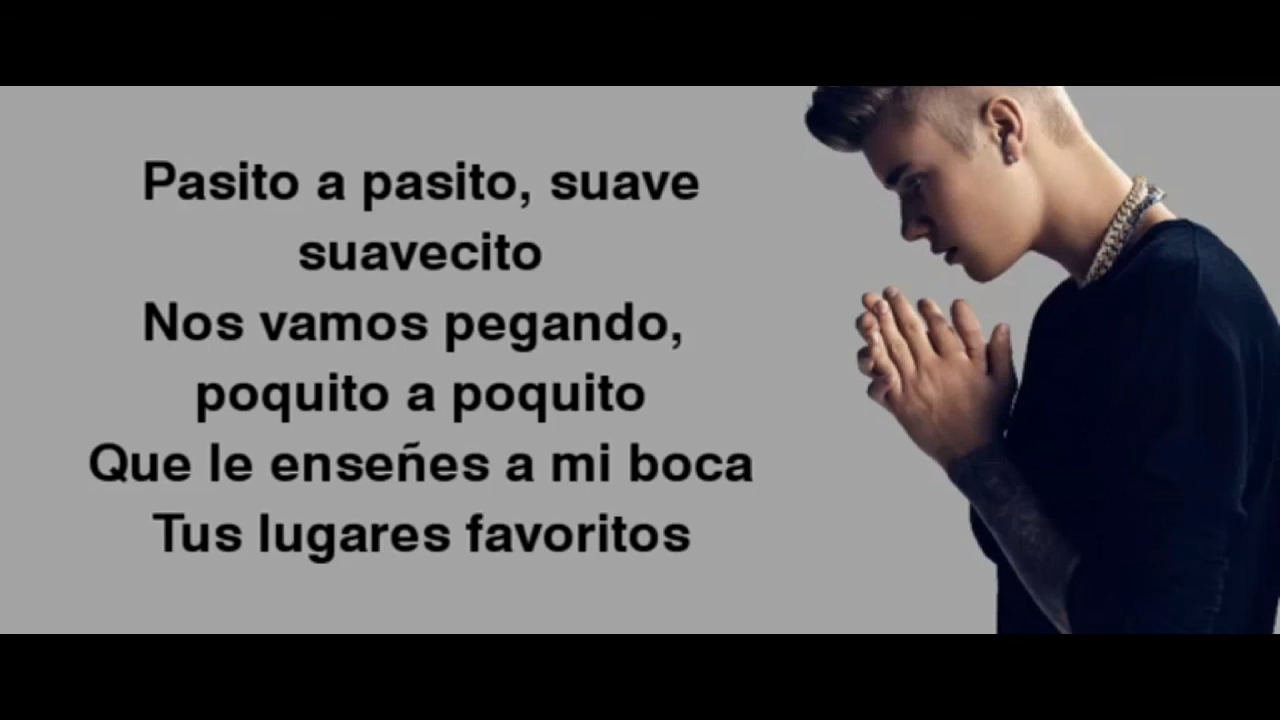 Pasito a pasito, suave
suavecito
Nos vamos pegando,
poquito a poquito
Que le enseñes a mi boca
Tus lugares favoritos